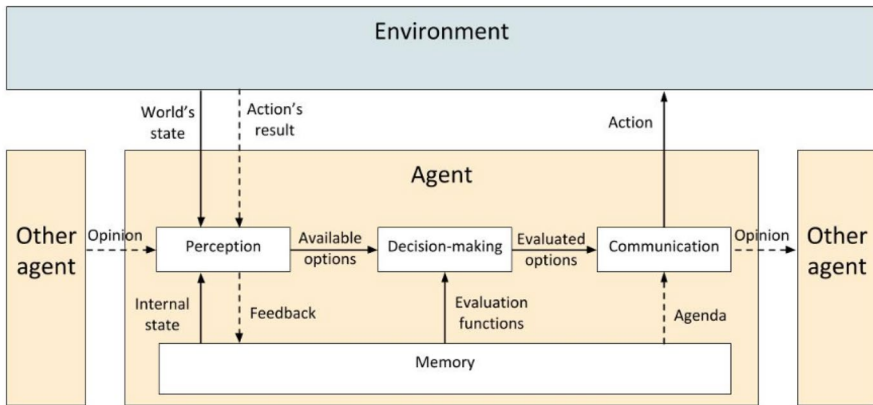 Environment
World's
state
Action's
result
Action
Agent
Other
agent
Opinion
Perception
Available
options
Decision-making
Evaluated
options
Communication
Opinion
Other
agent
Internal
state
Feedback
Evaluation
functions
Agenda
Memory